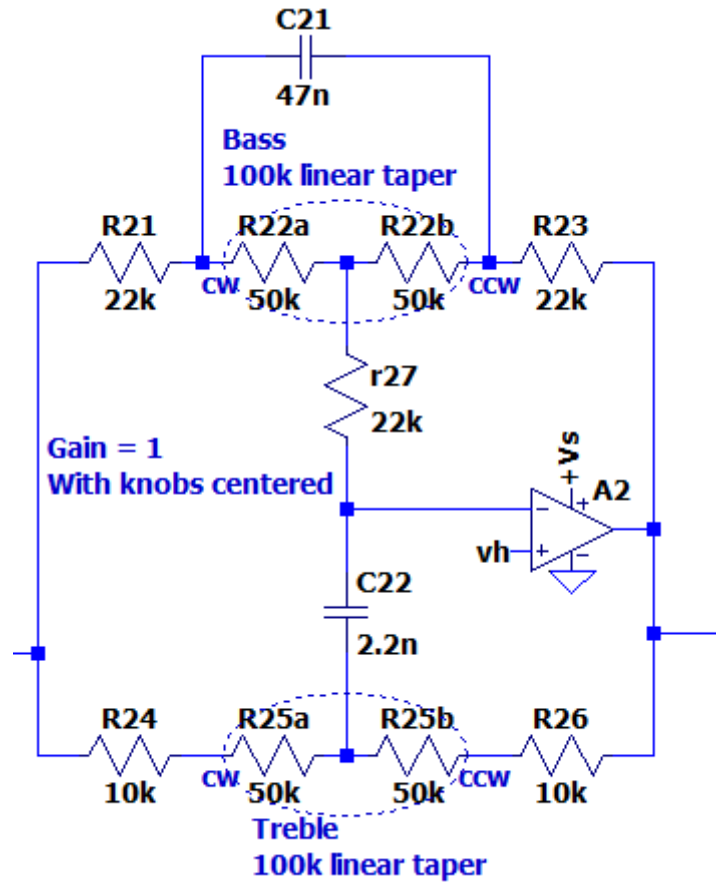 C21
47n
Bass
100k linear taper
R21
R22a
R22b
R23
CW
CCW
22k
50k
50k
22k
r27
22k
Gain = 1
With knobs centered
+Vs
A2
vh
C22
2.2n
R24
R25a
R25b
R26
CW
CCW
10k
50k
50k
10k
Treble
100k linear taper